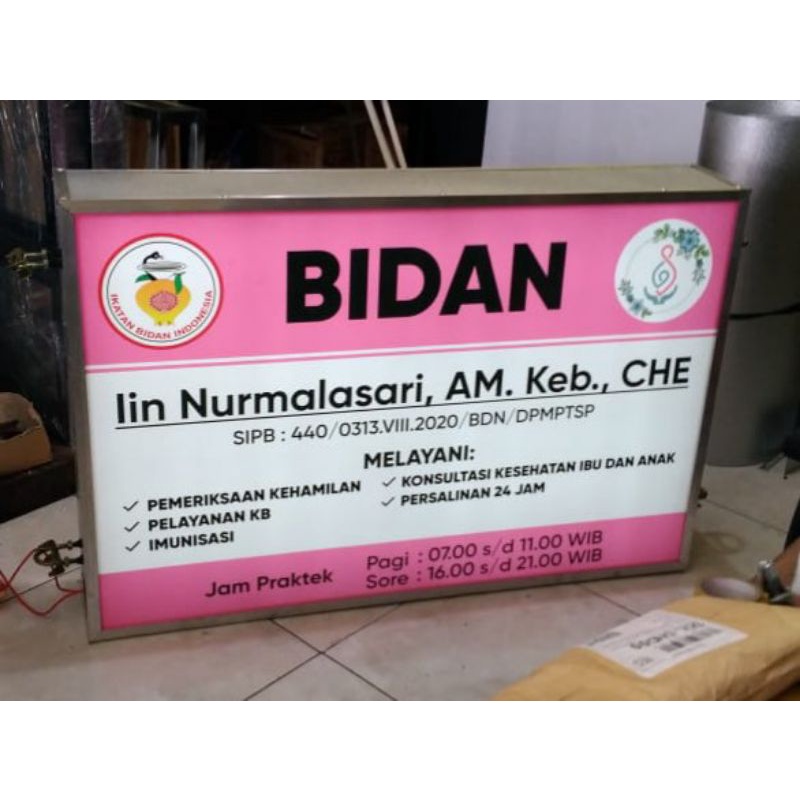 BIDAN
IKATAN BIDAN INDONESIA
Iin Nurmalasari, AM. Keb., CHE
SIPB : 440/0313.VIII.2020/BDN/DPMPTSP
MELAYANI:
✓ PEMERIKSAAN KEHAMILAN
✓ PELAYANAN KB
✓ IMUNISASI
✓ KONSULTASI KESEHATAN IBU DAN ANAK
✓ PERSALINAN 24 JAM
Jam Praktek
Pagi : 07.00 s/d 11.00 WIB
Sore : 16.00 s/d 21.00 WIB